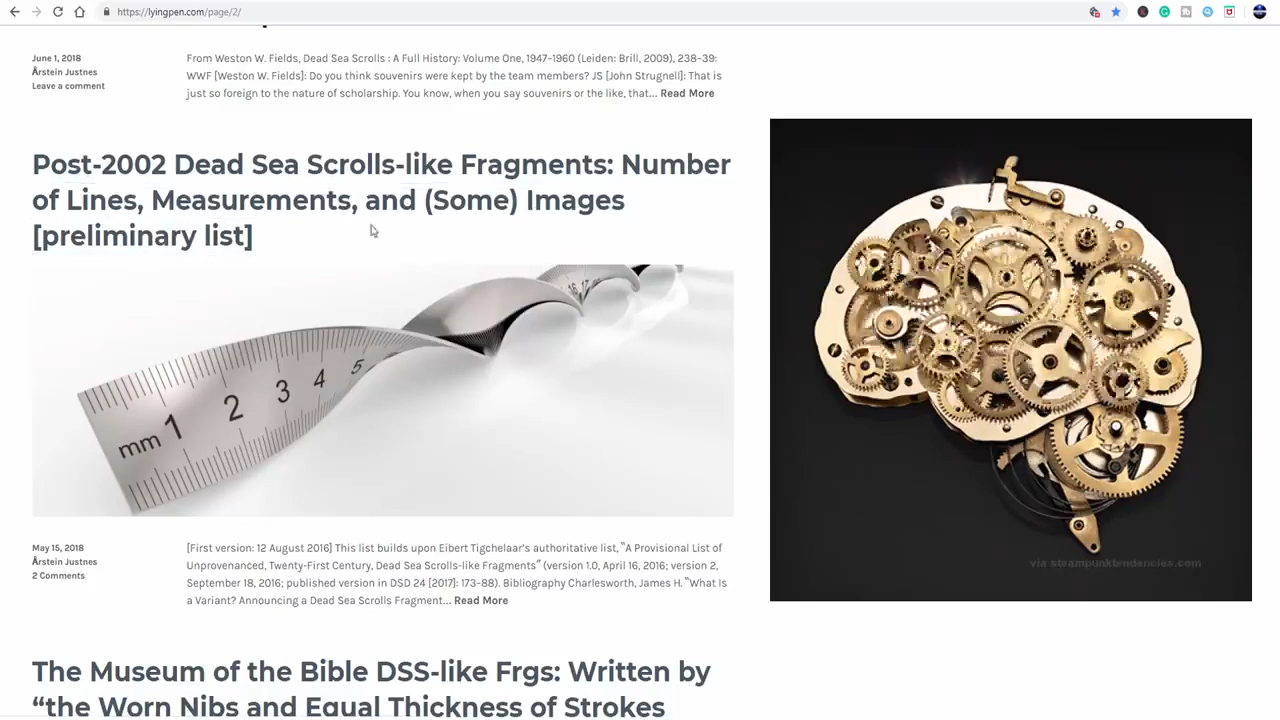 https://lyingpen.com/page/2/
June 1, 2018
Årstein Justnes
Leave a comment
From Weston W. Fields, Dead Sea Scrolls : A Full History: Volume One, 1947–1960 (Leiden: Brill, 2009), 238–39:
WWF [Weston W. Fields]: Do you think souvenirs were kept by the team members? JS [John Strugnell]: That is
just so foreign to the nature of scholarship. You know, when you say souvenirs or the like, that... Read More
Post-2002 Dead Sea Scrolls-like Fragments: Number
of Lines, Measurements, and (Some) Images
[preliminary list]
mm 1 2 3 4 5
16
May 15, 2018
Årstein Justnes
2 Comments
[First version: 12 August 2016] This list builds upon Eibert Tigchelaar's authoritative list, “A Provisional List of
Unprovenanced, Twenty-First Century, Dead Sea Scrolls-like Fragments” (version 1.0, April 16, 2016; version 2,
September 18, 2016; published version in DSD 24 [2017]: 173–88). Bibliography Charlesworth, James H. “What Is
a Variant? Announcing a Dead Sea Scrolls Fragment... Read More
via steampunktendencies.com
The Museum of the Bible DSS-like Frgs: Written by
“the Worn Nibs and Equal Thickness of Strokes